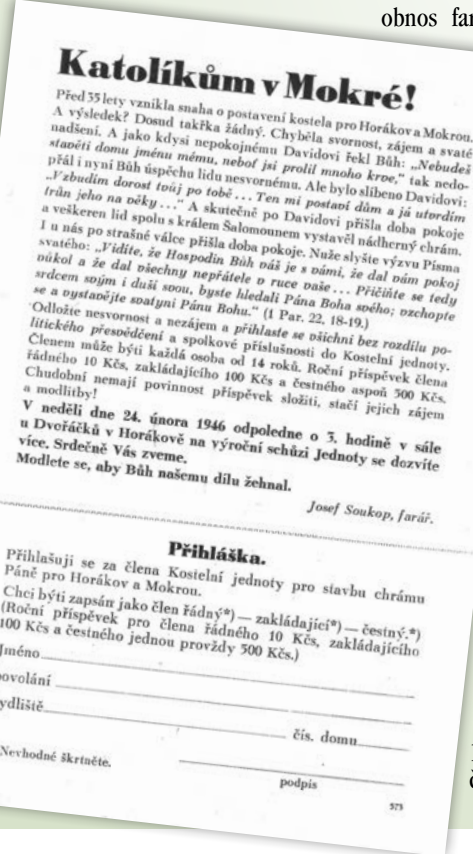 obnos far
Katolíkům v Mokré!
Před 35 lety vznikla snaha o postavení kostela pro Horákov a Mokrou.
A výsledek? Dosud takřka žádný. Chyběla svornost, zájem a svaté
nadšení. A jako kdysi nepokojnému Davidovi řekl Bůh: „Nebudeš
stavěti domu jménu mému, neboť jsi prolil mnoho krve,“ tak nedo-
přál i nyní Bůh úspěchu lidu nesvornému. Ale bylo slíbeno Davidovi:
„Vzbudím dorost tvůj po tobě . . . Ten mi postaví dům a já utvrdím
trůn jeho na věky . . .“ A skutečně po Davidovi přišla doba pokoje
a veškeren lid spolu s králem Šalomounem vystavěl nádherný chrám.
I u nás po strašné válce přišla doba pokoje. Nuže slyšte výzvu Písma
svatého: „Vidíte, že Hospodin Bůh váš je s vámi, že dal vám pokoj
vůkol a že dal všechny nepřátele v ruce vaše . . . Přičiňte se tedy
srdcem svým i duší svou, byste hledali Pána Boha svého; vzchopte
se a vystavějte svatyni Pánu Bohu.“ (1 Par. 22, 18-19.)
Odložte nesvornost a nezájem a přihlaste se všichni bez rozdílu po-
litického přesvědčení a spolkové příslušnosti do Kostelní jednoty.
Členem může býti každá osoba od 14 roků. Roční příspěvek člena
řádného 10 Kčs, zakládajícího 100 Kčs a čestného aspoň 500 Kčs.
Chudobní nemají povinnost příspěvek složiti, stačí jejich zájem
a modlitby!
V neděli dne 24. února 1946 odpoledne o 3. hodině v sále
u Dvořáčků v Horákově na výroční schůzi Jednoty se dozvíte
více. Srdečně Vás zveme.
Modlete se, aby Bůh našemu dílu žehnal.
Josef Soukop, farář.
Přihláška.
Přihlašuji se za člena Kostelní jednoty pro stavbu chrámu
Páně pro Horákov a Mokrou.
Chci býti zapsán jako člen řádný*) — zakládající*) — čestný.*)
(Roční příspěvek pro člena řádného 10 Kčs, zakládajícího
100 Kčs a čestného jednou provždy 500 Kčs.)
Jméno
povolání
ydliště čís. domu
Nevhodné škrtněte.
podpis
573